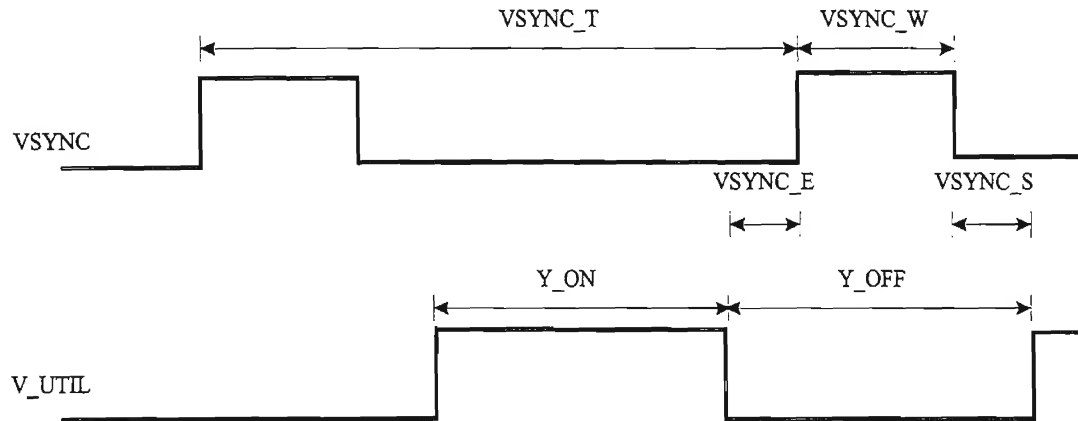 VSYNC_T
VSYNC_W
VSYNC
VSYNC_E
VSYNC_S
Y_ON
Y_OFF
V_UTIL